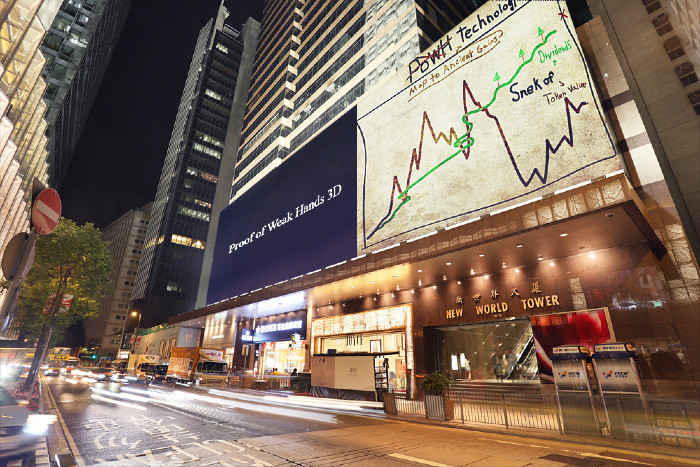 PoWH Technology
(Map to Ancient Gains)
Dividends
Snek of
Token Value
Proof of Weak Hands 3D
新世界大廈
NEW WORLD TOWER